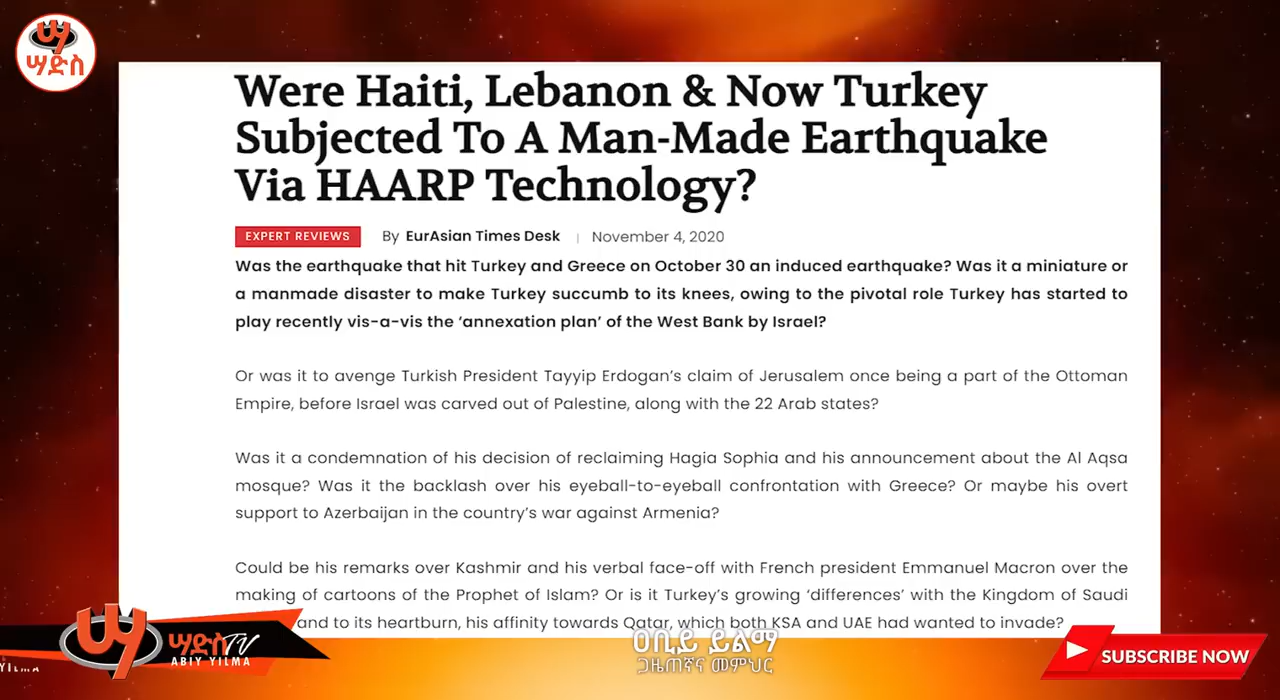 ሣድስ
Were Haiti, Lebanon & Now Turkey
Subjected To A Man-Made Earthquake
Via HAARP Technology?
EXPERT REVIEWS By EurAsian Times Desk | November 4, 2020
Was the earthquake that hit Turkey and Greece on October 30 an induced earthquake? Was it a miniature or
a manmade disaster to make Turkey succumb to its knees, owing to the pivotal role Turkey has started to
play recently vis-a-vis the ‘annexation plan’ of the West Bank by Israel?
Or was it to avenge Turkish President Tayyip Erdogan’s claim of Jerusalem once being a part of the Ottoman
Empire, before Israel was carved out of Palestine, along with the 22 Arab states?
Was it a condemnation of his decision of reclaiming Hagia Sophia and his announcement about the Al Aqsa
mosque? Was it the backlash over his eyeball-to-eyeball confrontation with Greece? Or maybe his overt
support to Azerbaijan in the country’s war against Armenia?
Could be his remarks over Kashmir and his verbal face-off with French president Emmanuel Macron over the
making of cartoons of the Prophet of Islam? Or is it Turkey’s growing ‘differences’ with the Kingdom of Saudi
and to its heartburn, his affinity towards Qatar, which both KSA and UAE had wanted to invade?
ሣድስ TV
ABIY YILMA
ዐቢይ ይልማ
ጋዜጠኛና መምህር
SUBSCRIBE NOW